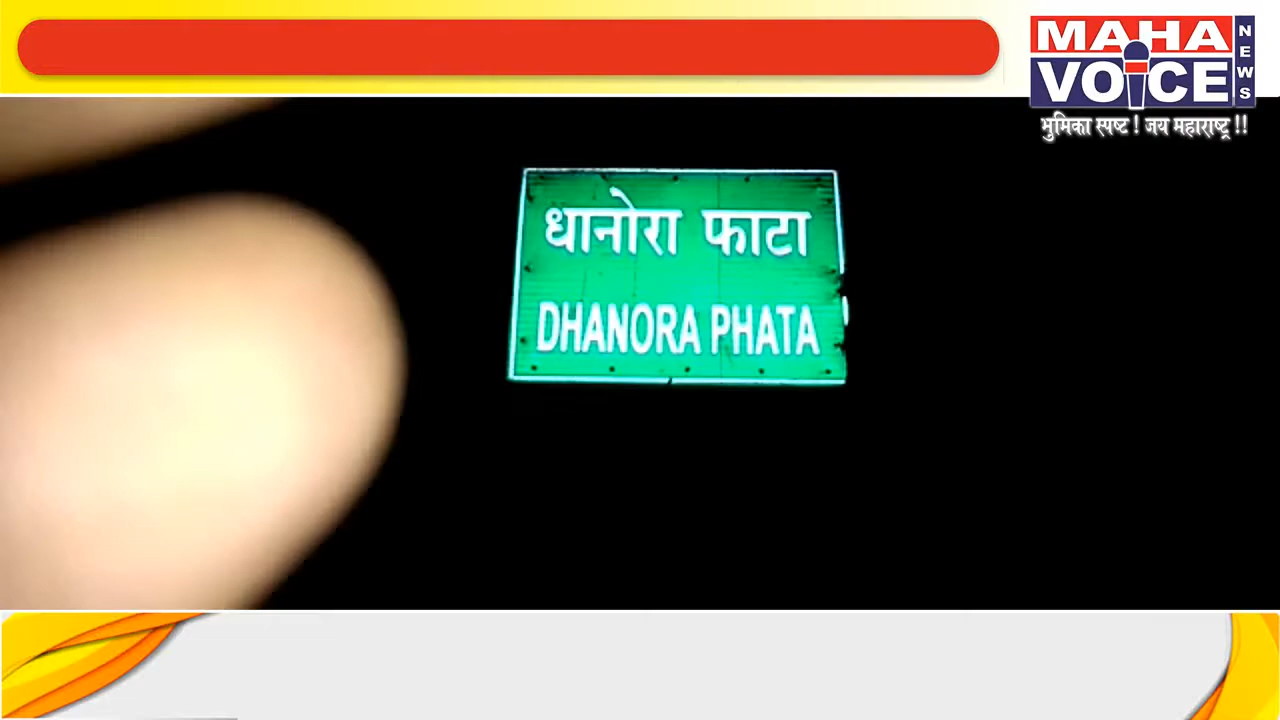 MAHA
VOICE
NEWS
भुमिका स्पष्ट ! जय महाराष्ट्र !!
धानोरा फाटा
DHANORA PHATA